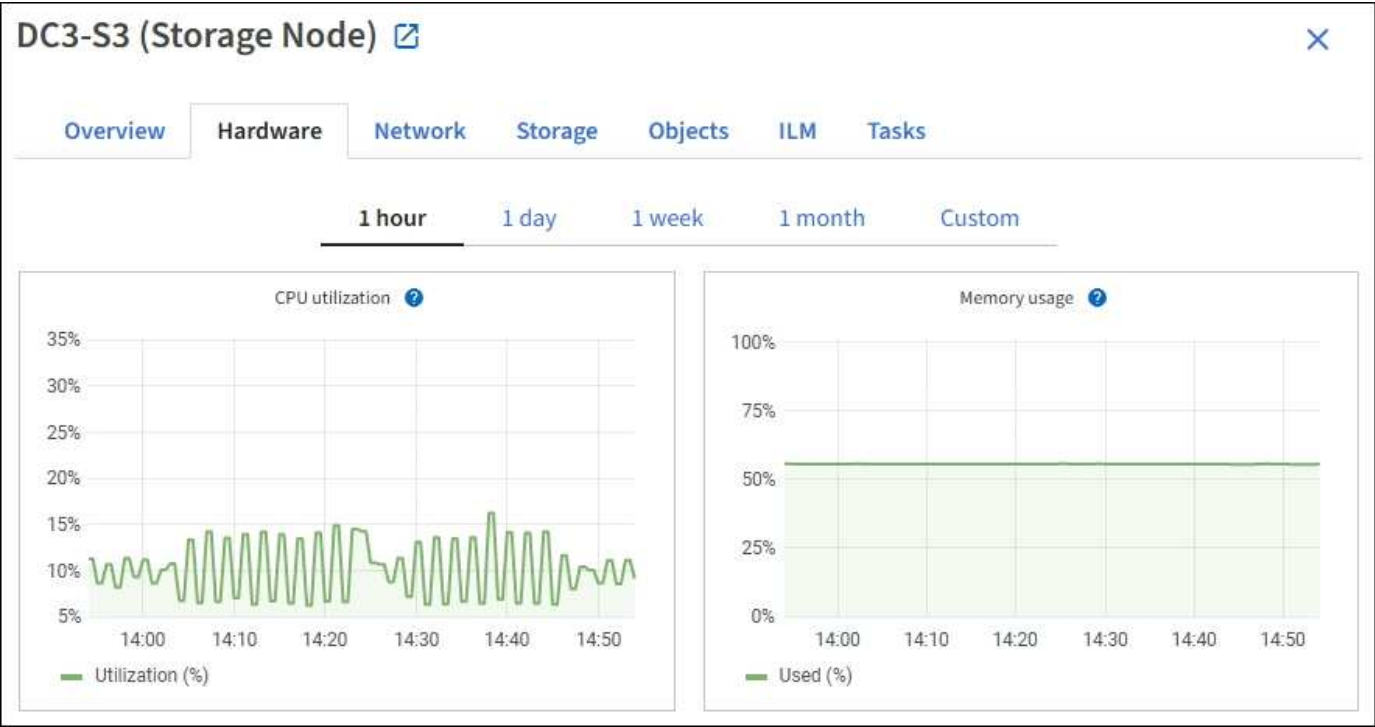 DC3-S3 (Storage Node)
Overview Hardware Network Storage Objects ILM Tasks
1 hour 1 day 1 week 1 month Custom
CPU utilization ?
35%
30%
25%
20%
15%
10%
5%
14:00 14:10 14:20 14:30 14:40 14:50
Utilization (%)
Memory usage ?
100%
75%
50%
25%
0%
14:00 14:10 14:20 14:30 14:40 14:50
Used (%)